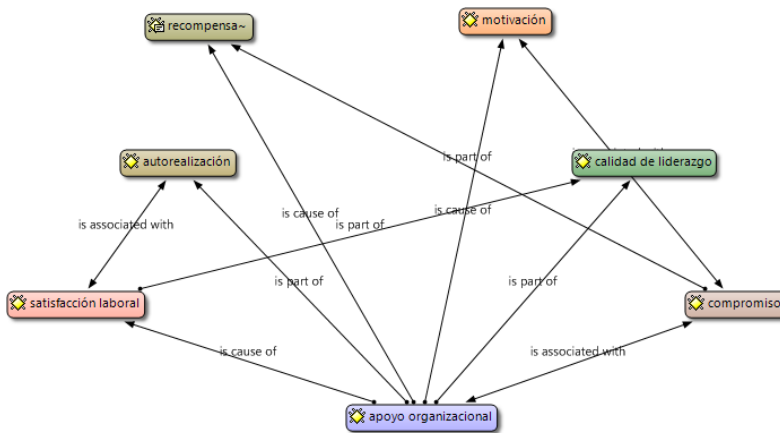 recompensa~
motivación
is part of
autorealización
calidad de liderazgo
is cause of
is cause of
is associated with
is part of
is part of
is part of
satisfacción laboral
compromiso
is cause of
is associated with
apoyo organizacional